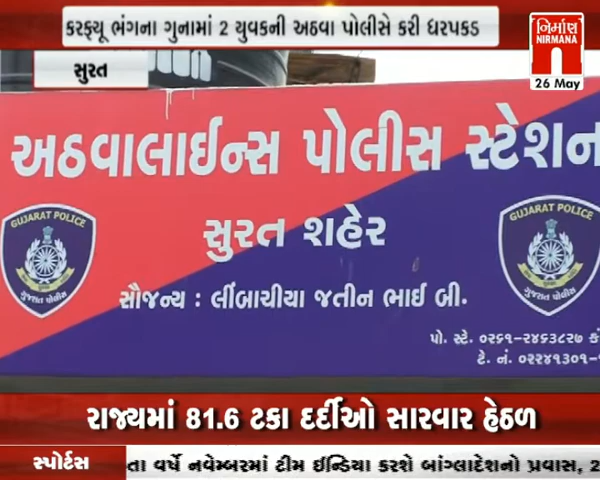 કરફ્યૂ ભંગના ગુનામાં 2 યુવકની અઠવા પોલીસે કરી ધરપકડ
નિર્માણ
NIRMANA
26 May
સુરત
અઠવાલાઈન્સ પોલીસ સ્ટેશન
સુરત શહેર
GUJARAT POLICE
ગુજરાત પોલીસ
GUJARAT POLICE
ગુજરાત પોલીસ
સૌજન્ય : લીંબાચીયા જતીન ભાઈ બી.
પો. સ્ટે. ૦૨૬૧-૨૪૬૩૮૨૭
ટે. નં. ૦૨૨૪૧૩૦૧-
રાજ્યમાં 81.6 ટકા દર્દીઓ સારવાર હેઠળ
સ્પોર્ટસ
તા વર્ષે નવેમ્બરમાં ટીમ ઈન્ડિયા કરશે બાંગ્લાદેશનો પ્રવાસ, 2